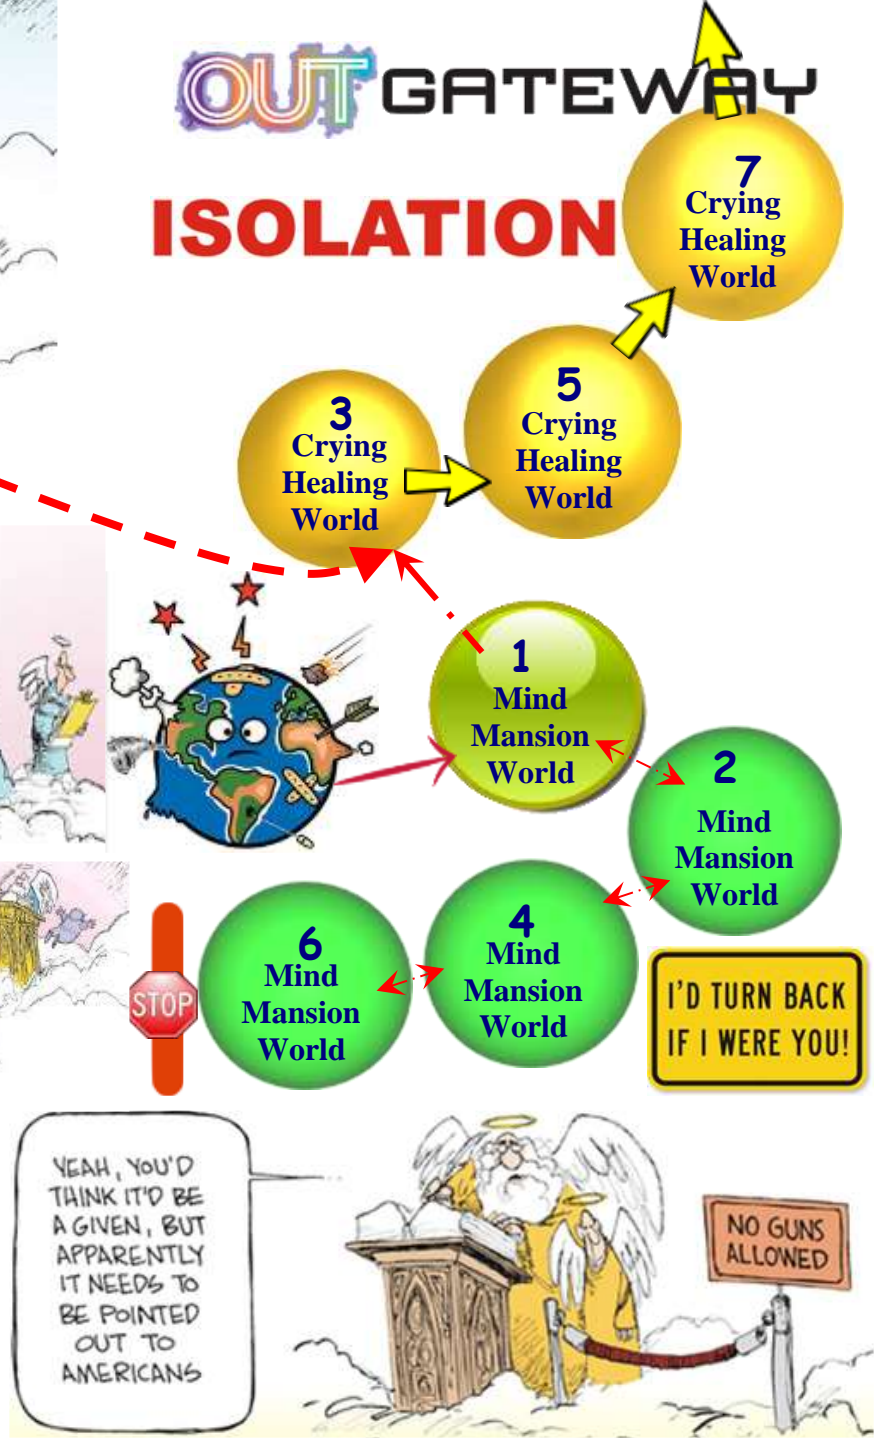 OUT GATEWAY
ISOLATION
7
Crying
Healing
World
5
Crying
Healing
World
3
Crying
Healing
World
1
Mind
Mansion
World
2
Mind
Mansion
World
4
Mind
Mansion
World
6
Mind
Mansion
World
STOP
I'D TURN BACK
IF I WERE YOU!
YEAH, YOU'D
THINK IT'D BE
A GIVEN, BUT
APPARENTLY
IT NEEDS TO
BE POINTED
OUT TO
AMERICANS
NO GUNS
ALLOWED